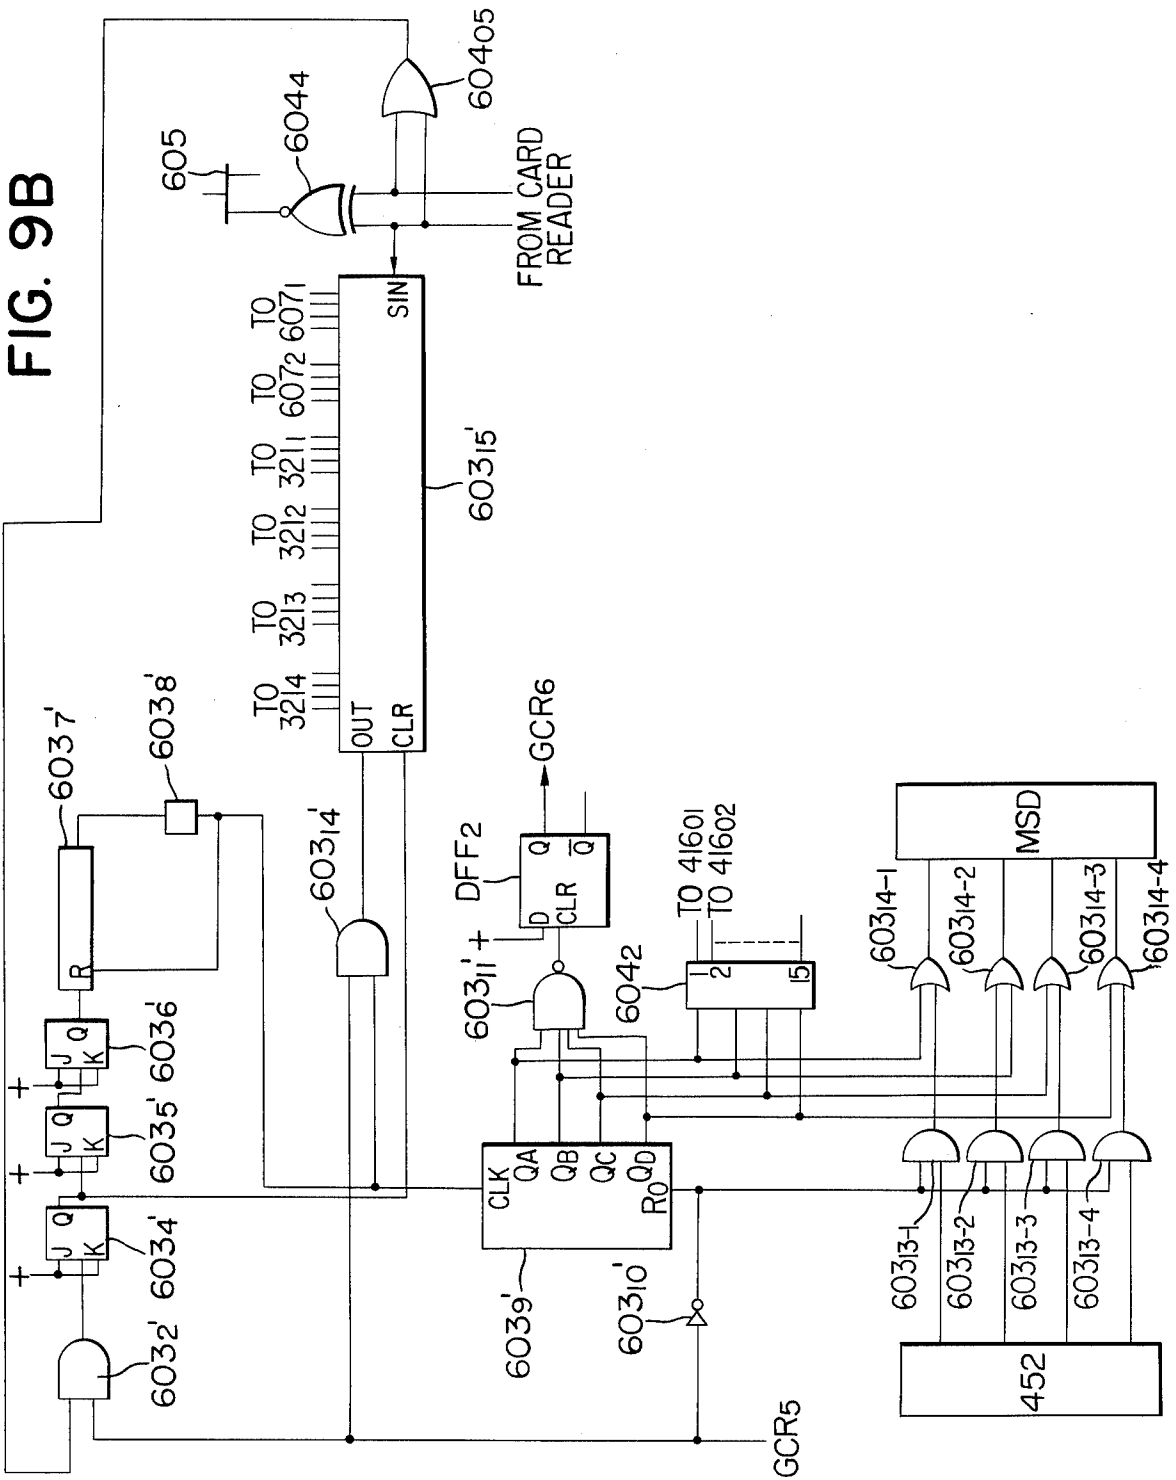 FIG. 9B
605
6044
60405
FROM CARD
READER
SIN
TO
6071
TO
6072
TO
3211
TO
3212
TO
3213
TO
3214
60315'
OUT
CLR
6037'
6038'
R
6036'
J Q
K
+
6035'
J Q
K
+
6034'
J Q
K
+
6032'
60314'
GCR6
DFF2
D Q
CLR Q
+
60311'
6042
1
2
15
TO 41601
TO 41602
CLK
QA
QB
QC
QD
R0
6039'
60310'
GCR5
MSD
60314-1
60314-2
60314-3
60314-4
60313-1
60313-2
60313-3
60313-4
452